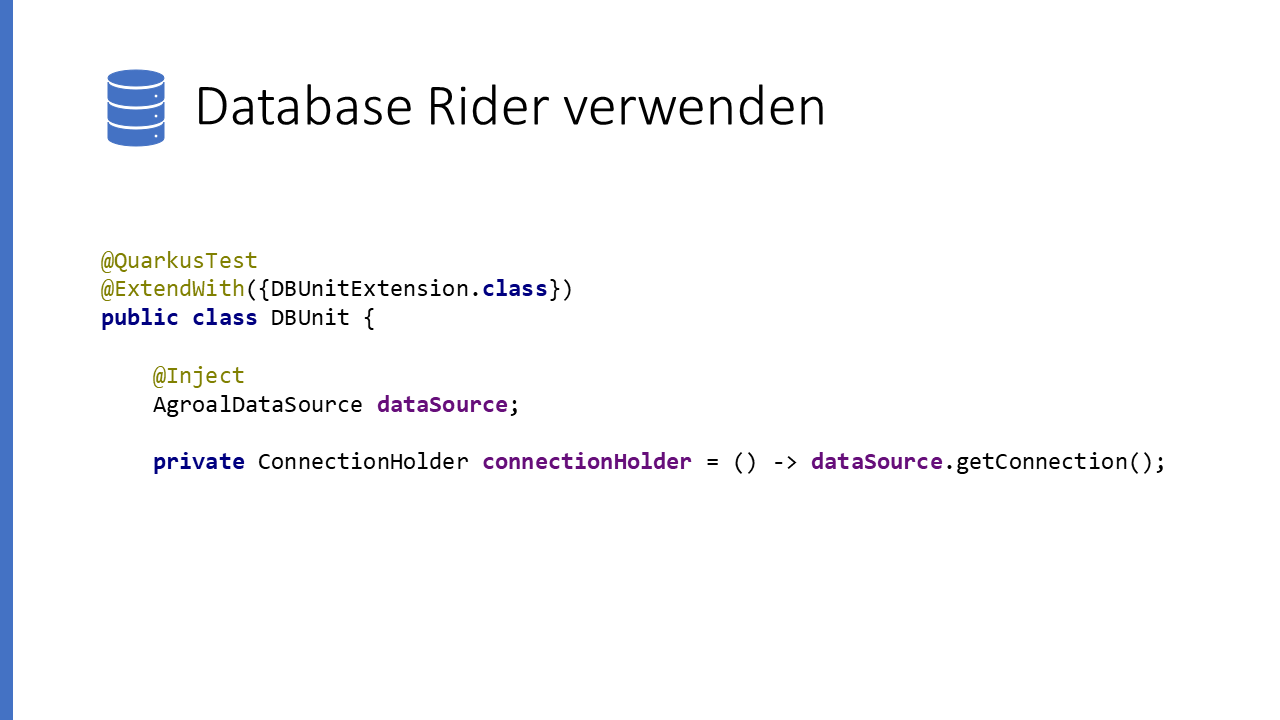 Database Rider verwenden
@QuarkusTest
@ExtendWith({DBUnitExtension.class})
public class DBUnit {
@Inject
AgroalDataSource dataSource;
private ConnectionHolder connectionHolder = () -> dataSource.getConnection();